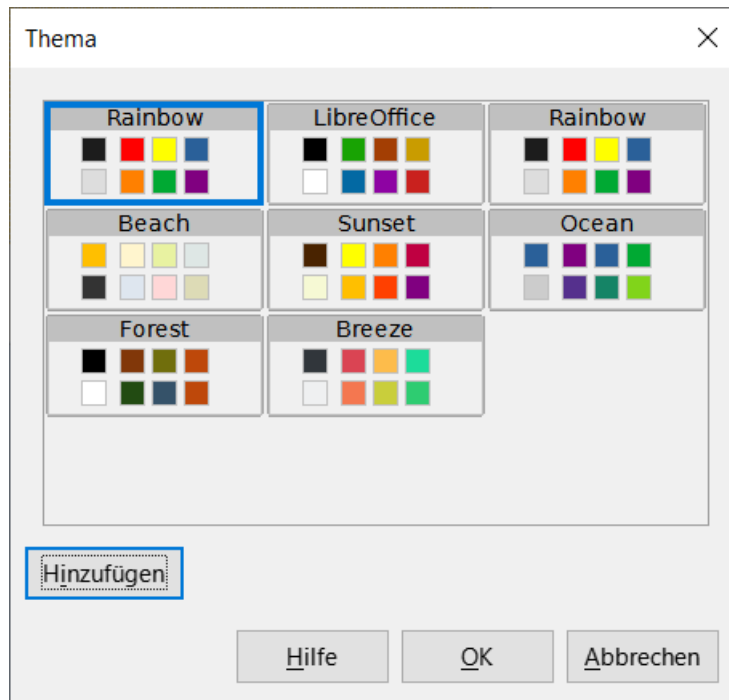 Thema
Rainbow
LibreOffice
Rainbow
Beach
Sunset
Ocean
Forest
Breeze
Hinzufügen
Hilfe
OK
Abbrechen